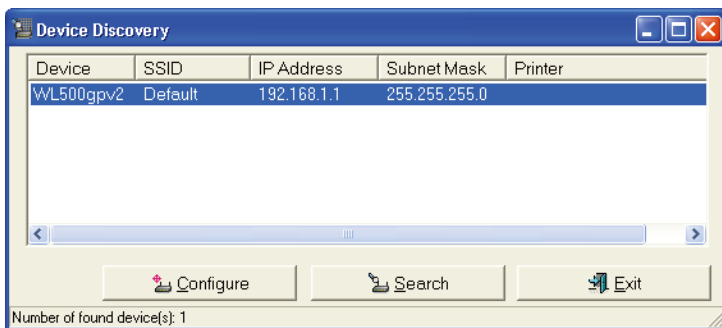 Device Discovery
Device SSID IP Address Subnet Mask Printer
WL500gpv2 Default 192.168.1.1 255.255.255.0
Configure Search Exit
Number of found device(s): 1